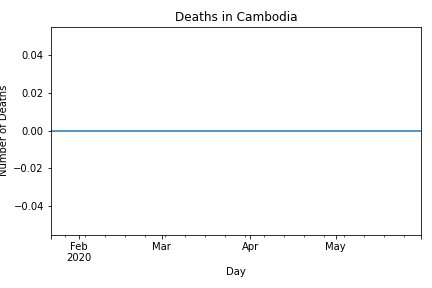 Deaths in Cambodia
Number of Deaths
0.04
0.02
0.00
−0.02
−0.04
Feb
2020
Mar
Apr
May
Day